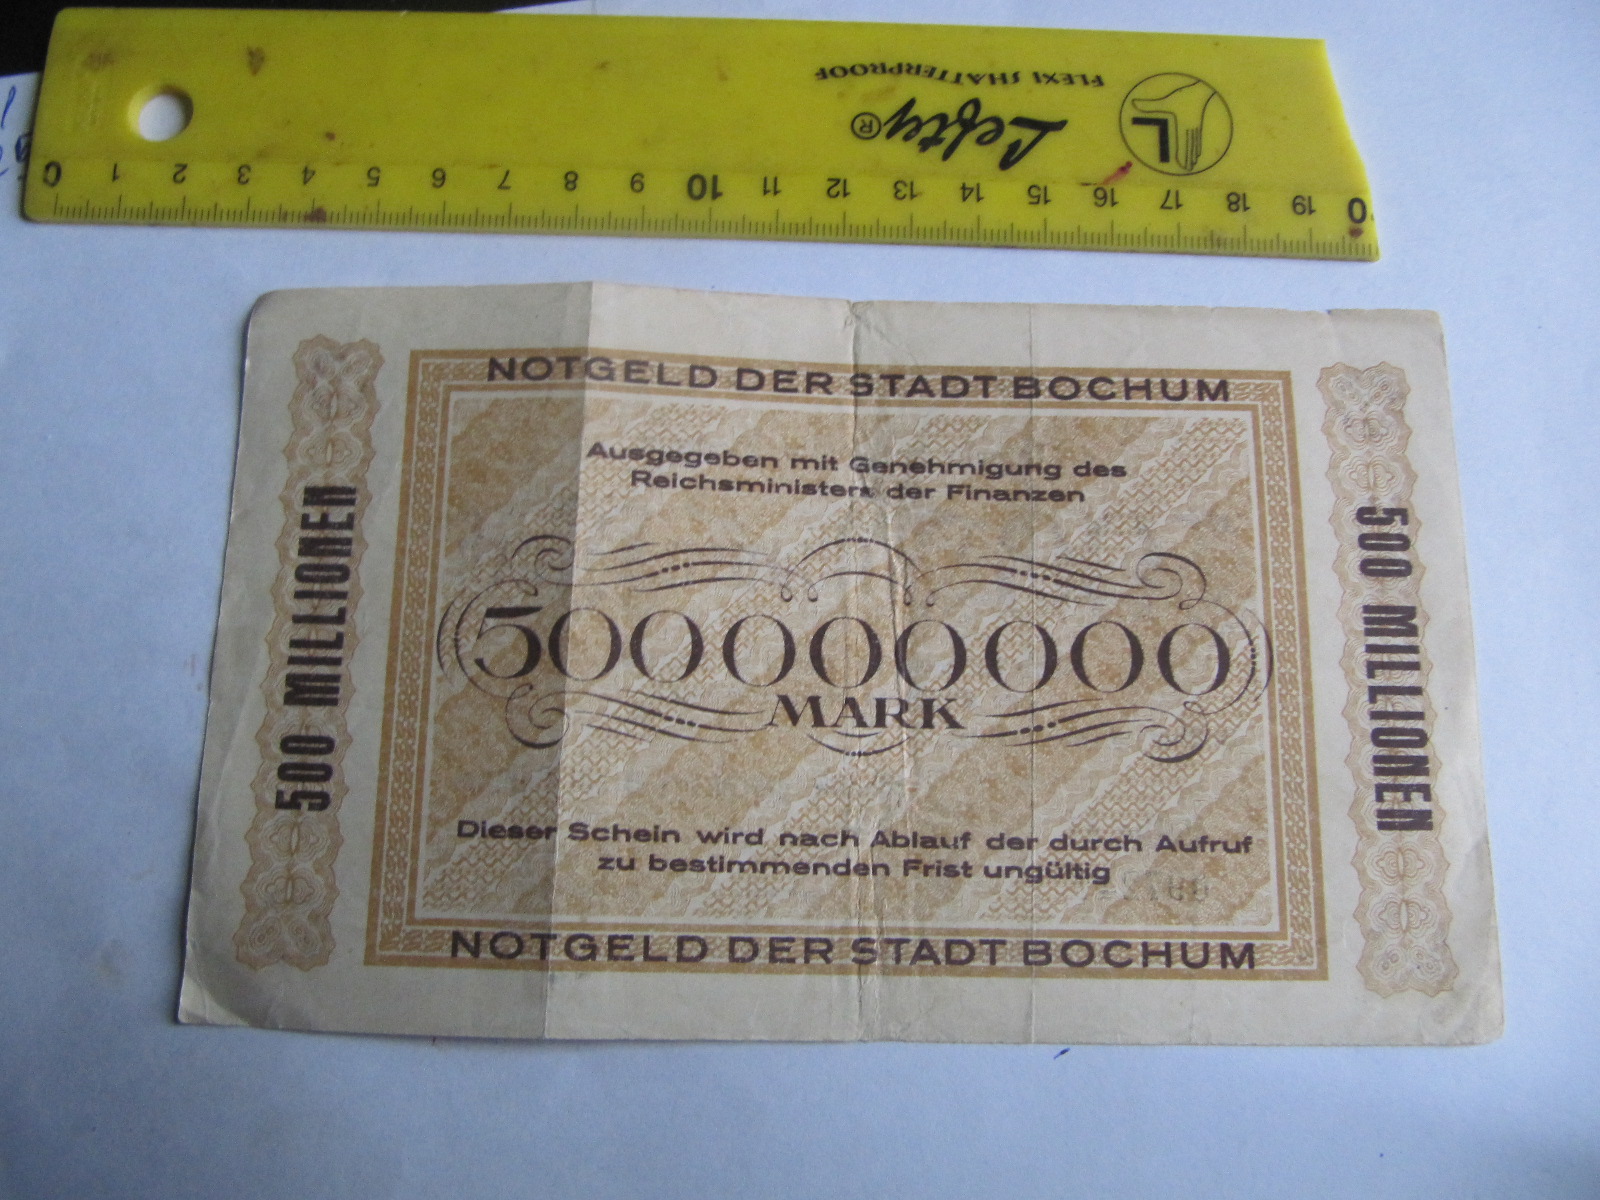 FLEXI SHATTERPROOF
Lefty®
L
0 1 2 3 4 5 6 7 8 9 10 11 12 13 14 15 16 17 18 19 0
NOTGELD DER STADT BOCHUM
Ausgegeben mit Genehmigung des
Reichsministers der Finanzen
500 MILLIONEN
500000000
MARK
500 MILLIONEN
Dieser Schein wird nach Ablauf der durch Aufruf
zu bestimmenden Frist ungültig
NOTGELD DER STADT BOCHUM